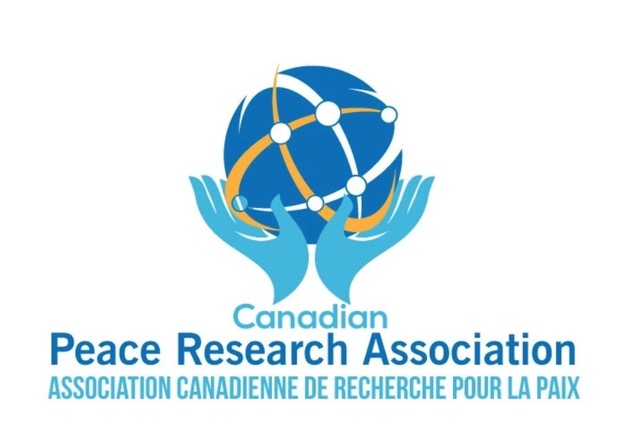 Canadian
Peace Research Association
ASSOCIATION CANADIENNE DE RECHERCHE POUR LA PAIX